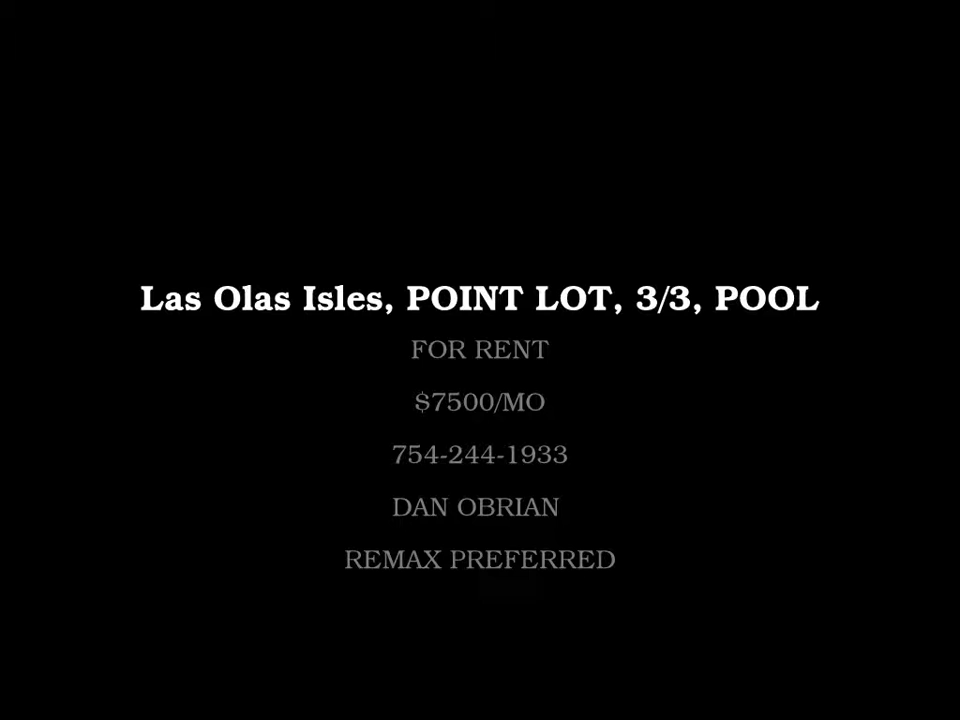 Las Olas Isles, POINT LOT, 3/3, POOL
FOR RENT
$7500/MO
754-244-1933
DAN OBRIAN
REMAX PREFERRED